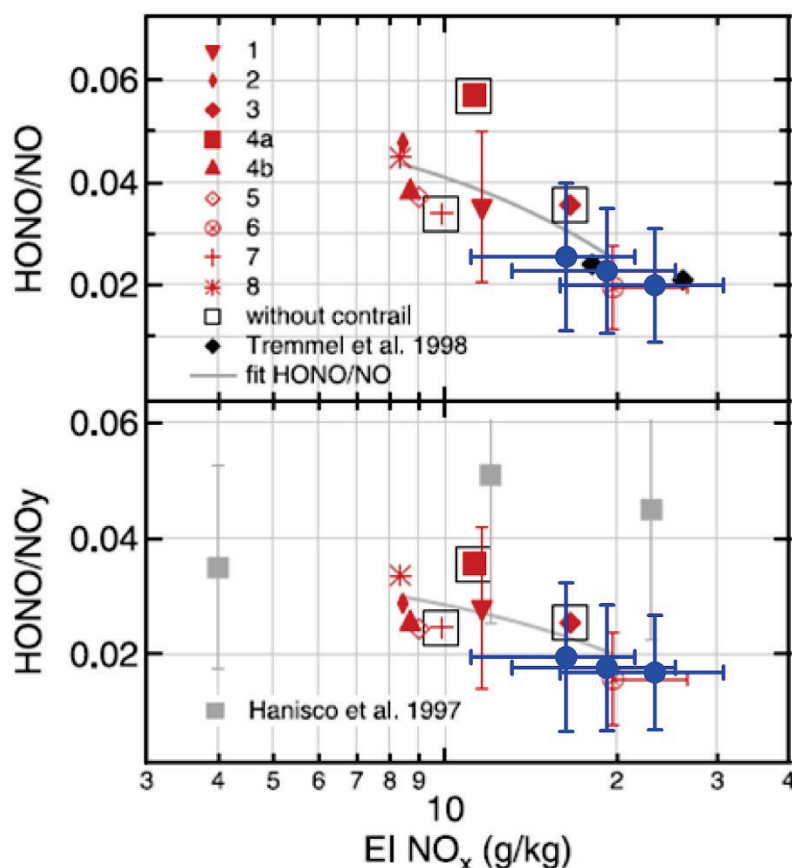 HONO/NO
0.06
0.04
0.02
1
2
3
4a
4b
5
6
7
8
without contrail
Tremmel et al. 1998
fit HONO/NO
HONO/NOy
0.06
0.04
0.02
Hanisco et al. 1997
3 4 5 6 7 8 9 10 2 3 4
EI NOx (g/kg)